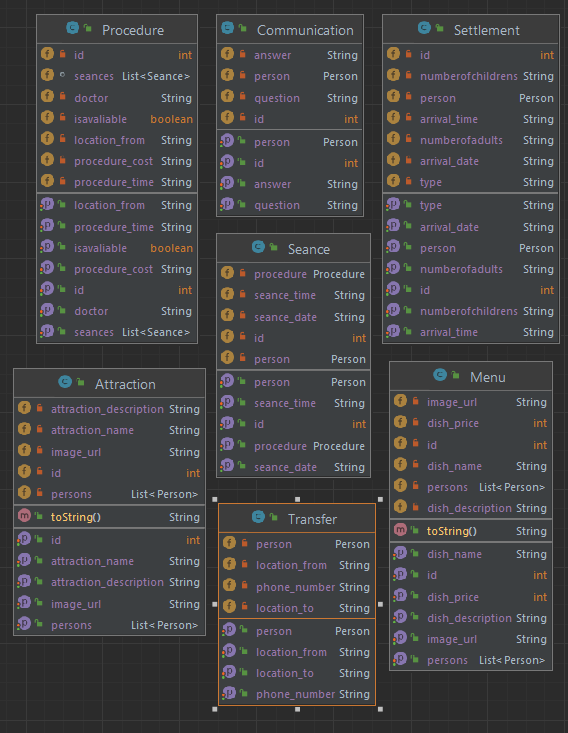 Procedure
id int
seances List<Seance>
doctor String
isavaliable boolean
location_from String
procedure_cost String
procedure_time String
location_from String
procedure_time String
isavaliable boolean
procedure_cost String
id int
doctor String
seances List<Seance>
Communication
answer String
person Person
question String
id int
person Person
id int
answer String
question String
Settlement
id int
numberofchildrens String
person Person
arrival_time String
numberofadults String
arrival_date String
type String
type String
arrival_date String
person Person
numberofadults String
id int
numberofchildrens String
arrival_time String
Seance
procedure Procedure
seance_time String
seance_date String
id int
person Person
person Person
seance_time String
id int
procedure Procedure
seance_date String
Attraction
attraction_description String
attraction_name String
image_url String
id int
persons List<Person>
toString() String
id int
attraction_name String
attraction_description String
image_url String
persons List<Person>
Transfer
person Person
location_from String
phone_number String
location_to String
person Person
location_from String
location_to String
phone_number String
Menu
image_url String
dish_price int
id int
dish_name String
persons List<Person>
dish_description String
toString() String
dish_name String
id int
dish_price int
dish_description String
image_url String
persons List<Person>